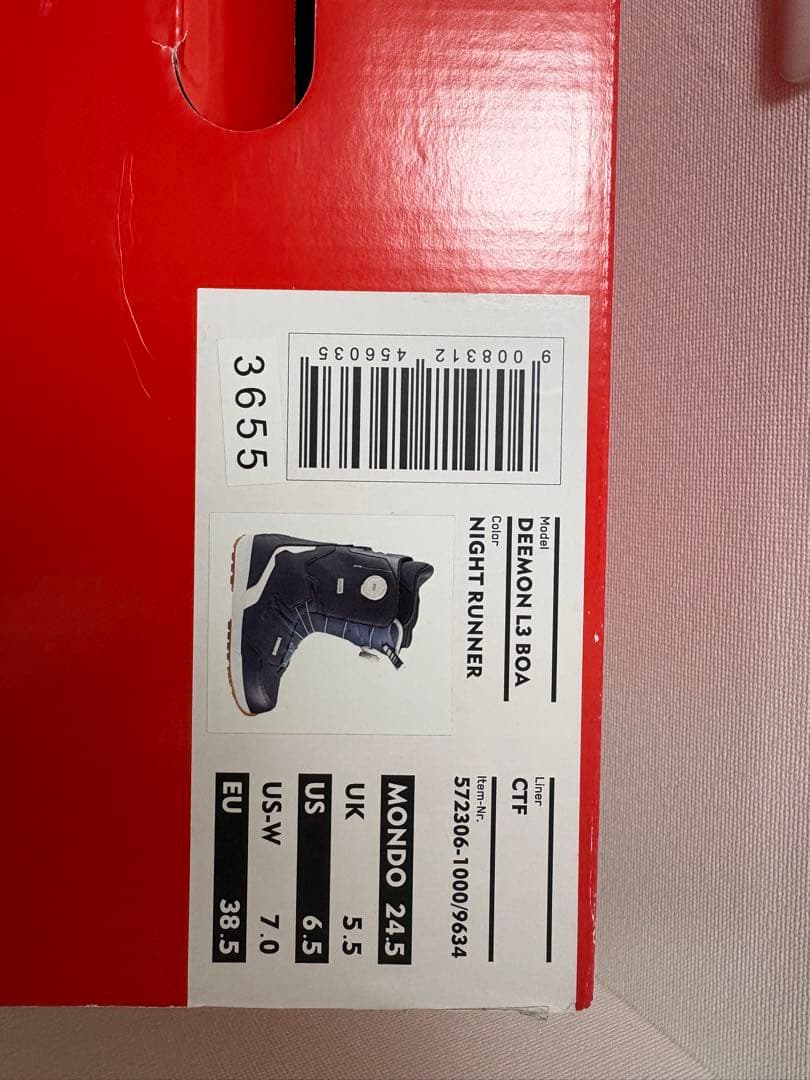 9 008312 456035
3655
Model
DEEMON L3 BOA
Color
NIGHT RUNNER
Liner
CTF
Item-Nr.
572306-1000/9634
MONDO 24.5
UK 5.5
US 6.5
US-W 7.0
EU 38.5